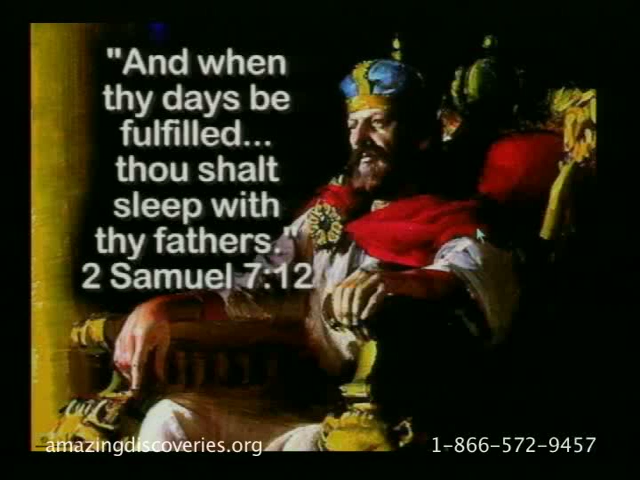 "And when
thy days be
fulfilled...
thou shalt
sleep with
thy fathers."
2 Samuel 7:12
amazingdiscoveries.org 1-866-572-9457